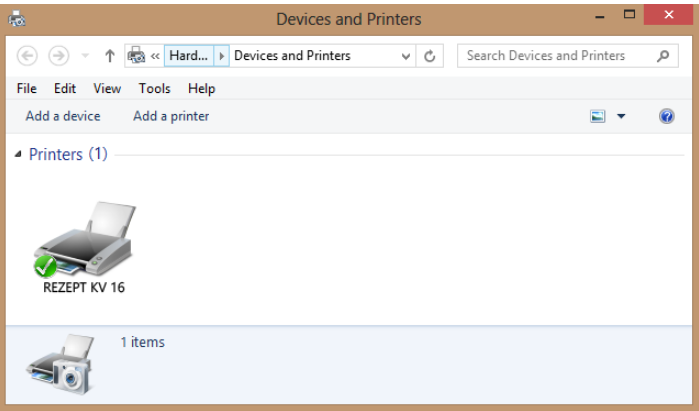 Devices and Printers
« Hard... Devices and Printers Search Devices and Printers
File Edit View Tools Help
Add a device Add a printer
Printers (1)
REZEPT KV 16
1 items